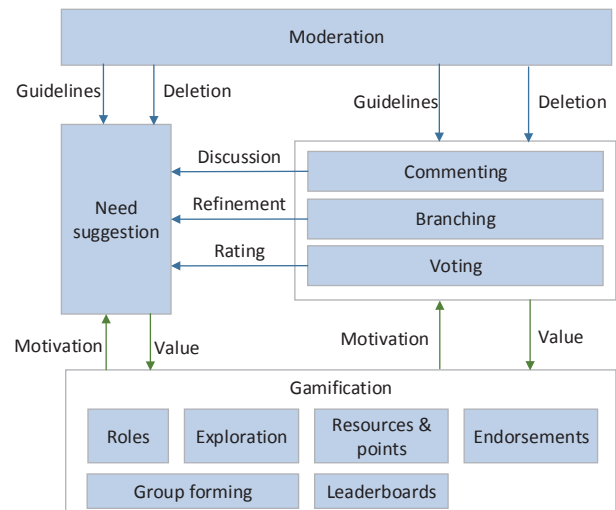 Moderation
Guidelines
Deletion
Guidelines
Deletion
Need
suggestion
Discussion
Refinement
Rating
Commenting
Branching
Voting
Motivation
Value
Motivation
Value
Gamification
Roles
Exploration
Resources &
points
Endorsements
Group forming
Leaderboards